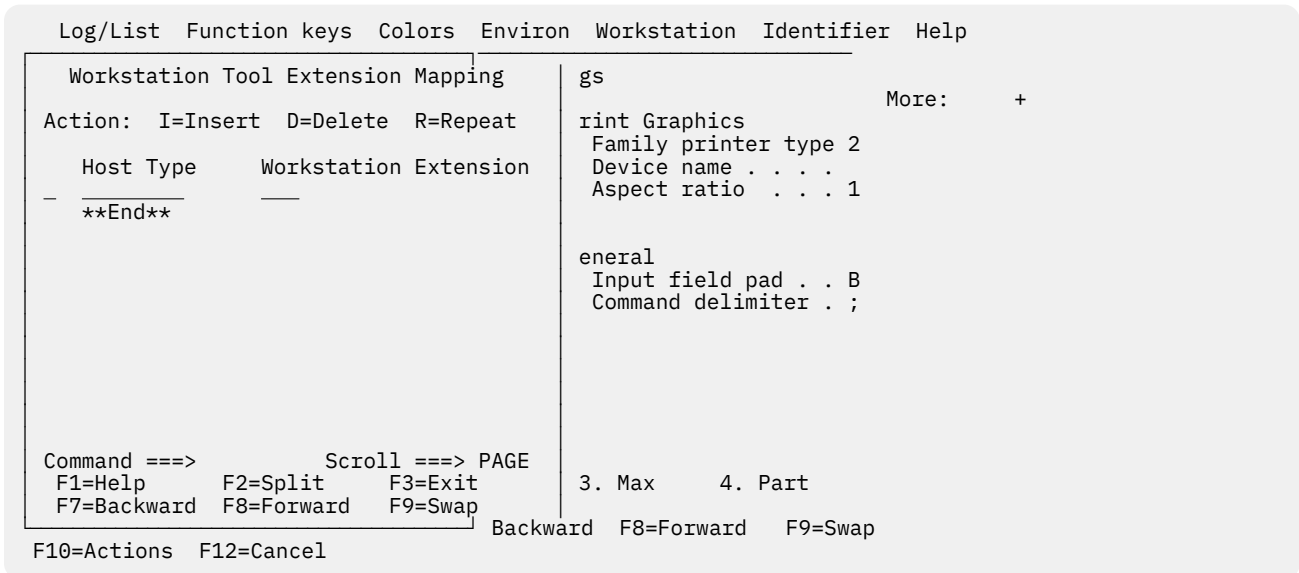 Log/List  Function keys  Colors  Environ  Workstation  Identifier  Help
Workstation Tool Extension Mapping  gs
More:     +
Action:  I=Insert  D=Delete  R=Repeat  rint Graphics
Family printer type 2
Host Type     Workstation Extension  Device name . . . .
_  ________      ___  Aspect ratio  . . . 1
**End**
eneral
Input field pad . . B
Command delimiter . ;
Command ===>          Scroll ===> PAGE
F1=Help      F2=Split     F3=Exit  3. Max     4. Part
F7=Backward  F8=Forward   F9=Swap
Backward  F8=Forward   F9=Swap
F10=Actions  F12=Cancel